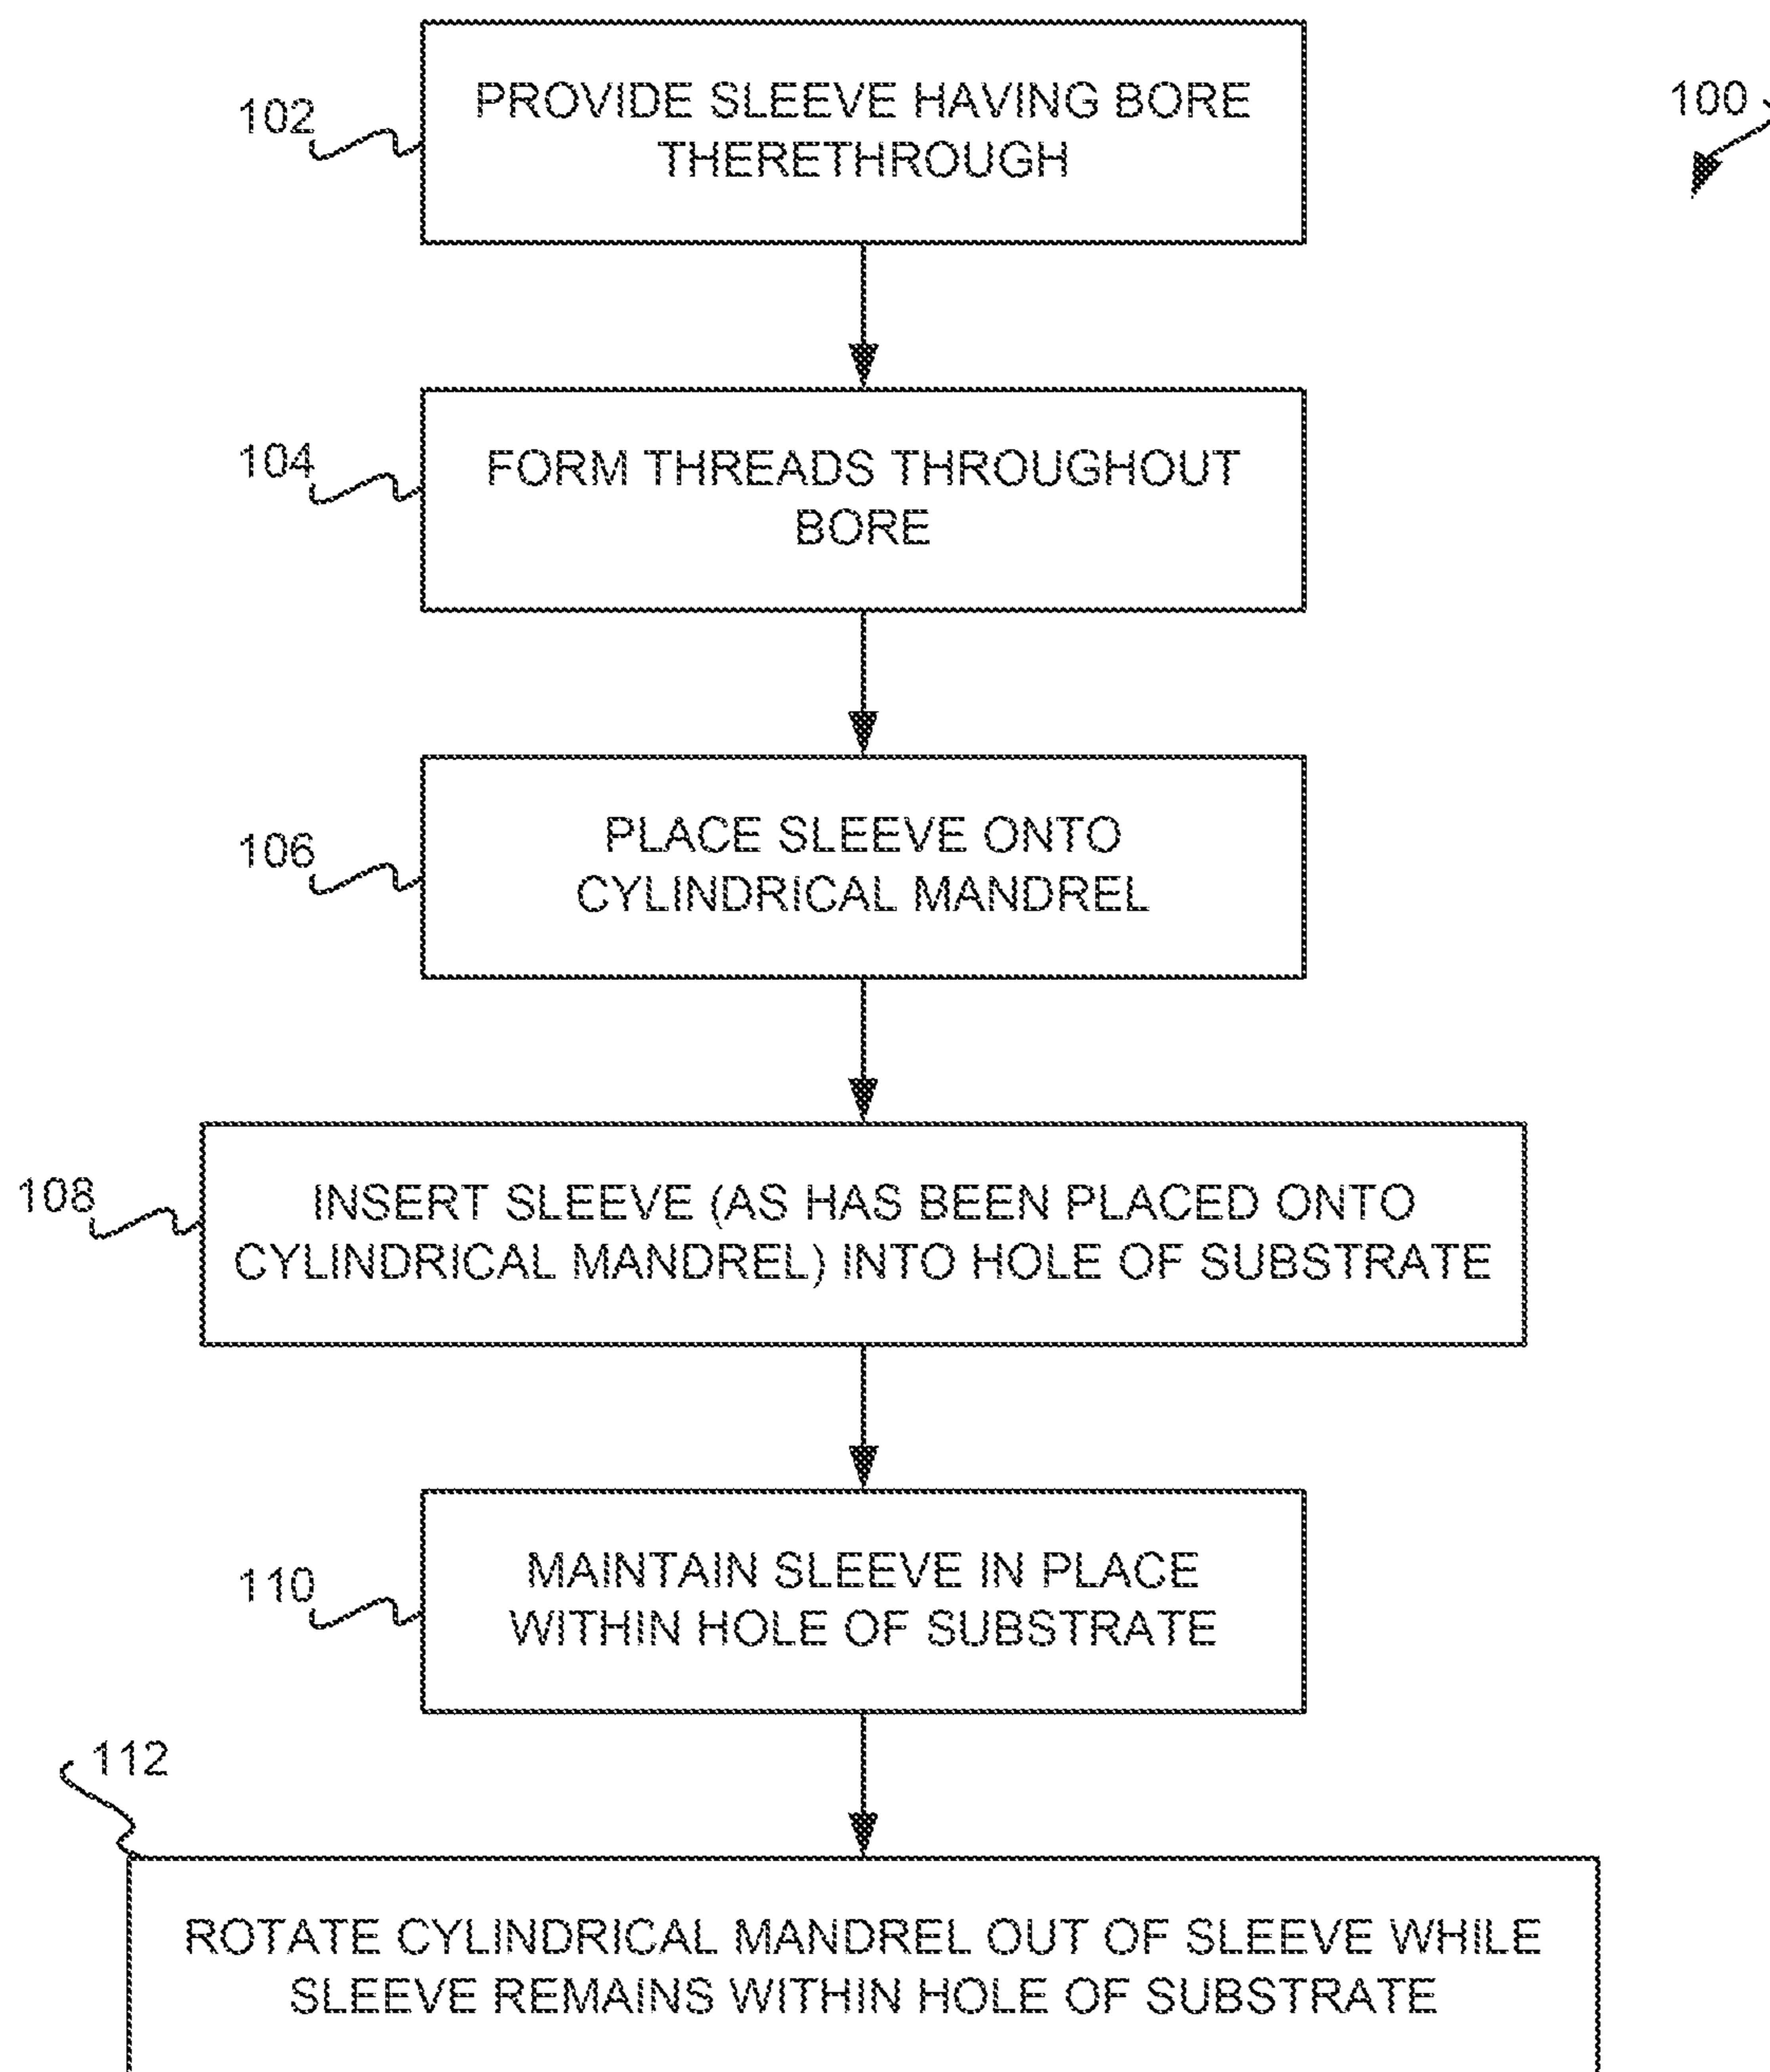 100
102
PROVIDE SLEEVE HAVING BORE
THERETHROUGH
104
FORM THREADS THROUGHOUT
BORE
106
PLACE SLEEVE ONTO
CYLINDRICAL MANDREL
108
INSERT SLEEVE (AS HAS BEEN PLACED ONTO
CYLINDRICAL MANDREL) INTO HOLE OF SUBSTRATE
110
MAINTAIN SLEEVE IN PLACE
WITHIN HOLE OF SUBSTRATE
112
ROTATE CYLINDRICAL MANDREL OUT OF SLEEVE WHILE
SLEEVE REMAINS WITHIN HOLE OF SUBSTRATE